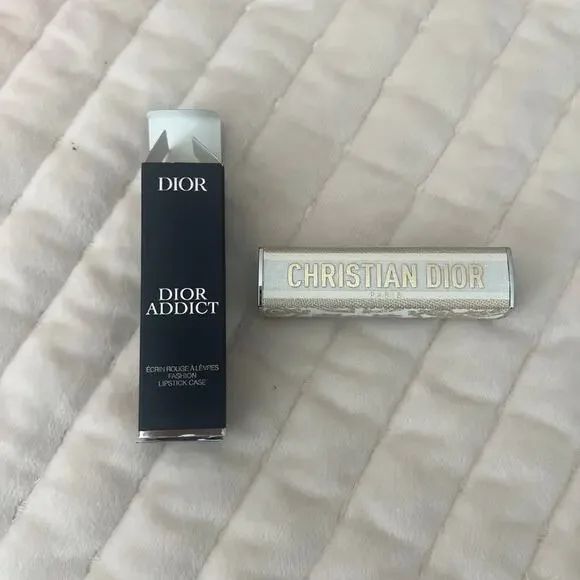 DIOR
DIOR
ADDICT
ÉCRIN ROUGE À LÈVRES
FASHION
LIPSTICK CASE
CHRISTIAN DIOR
PARIS